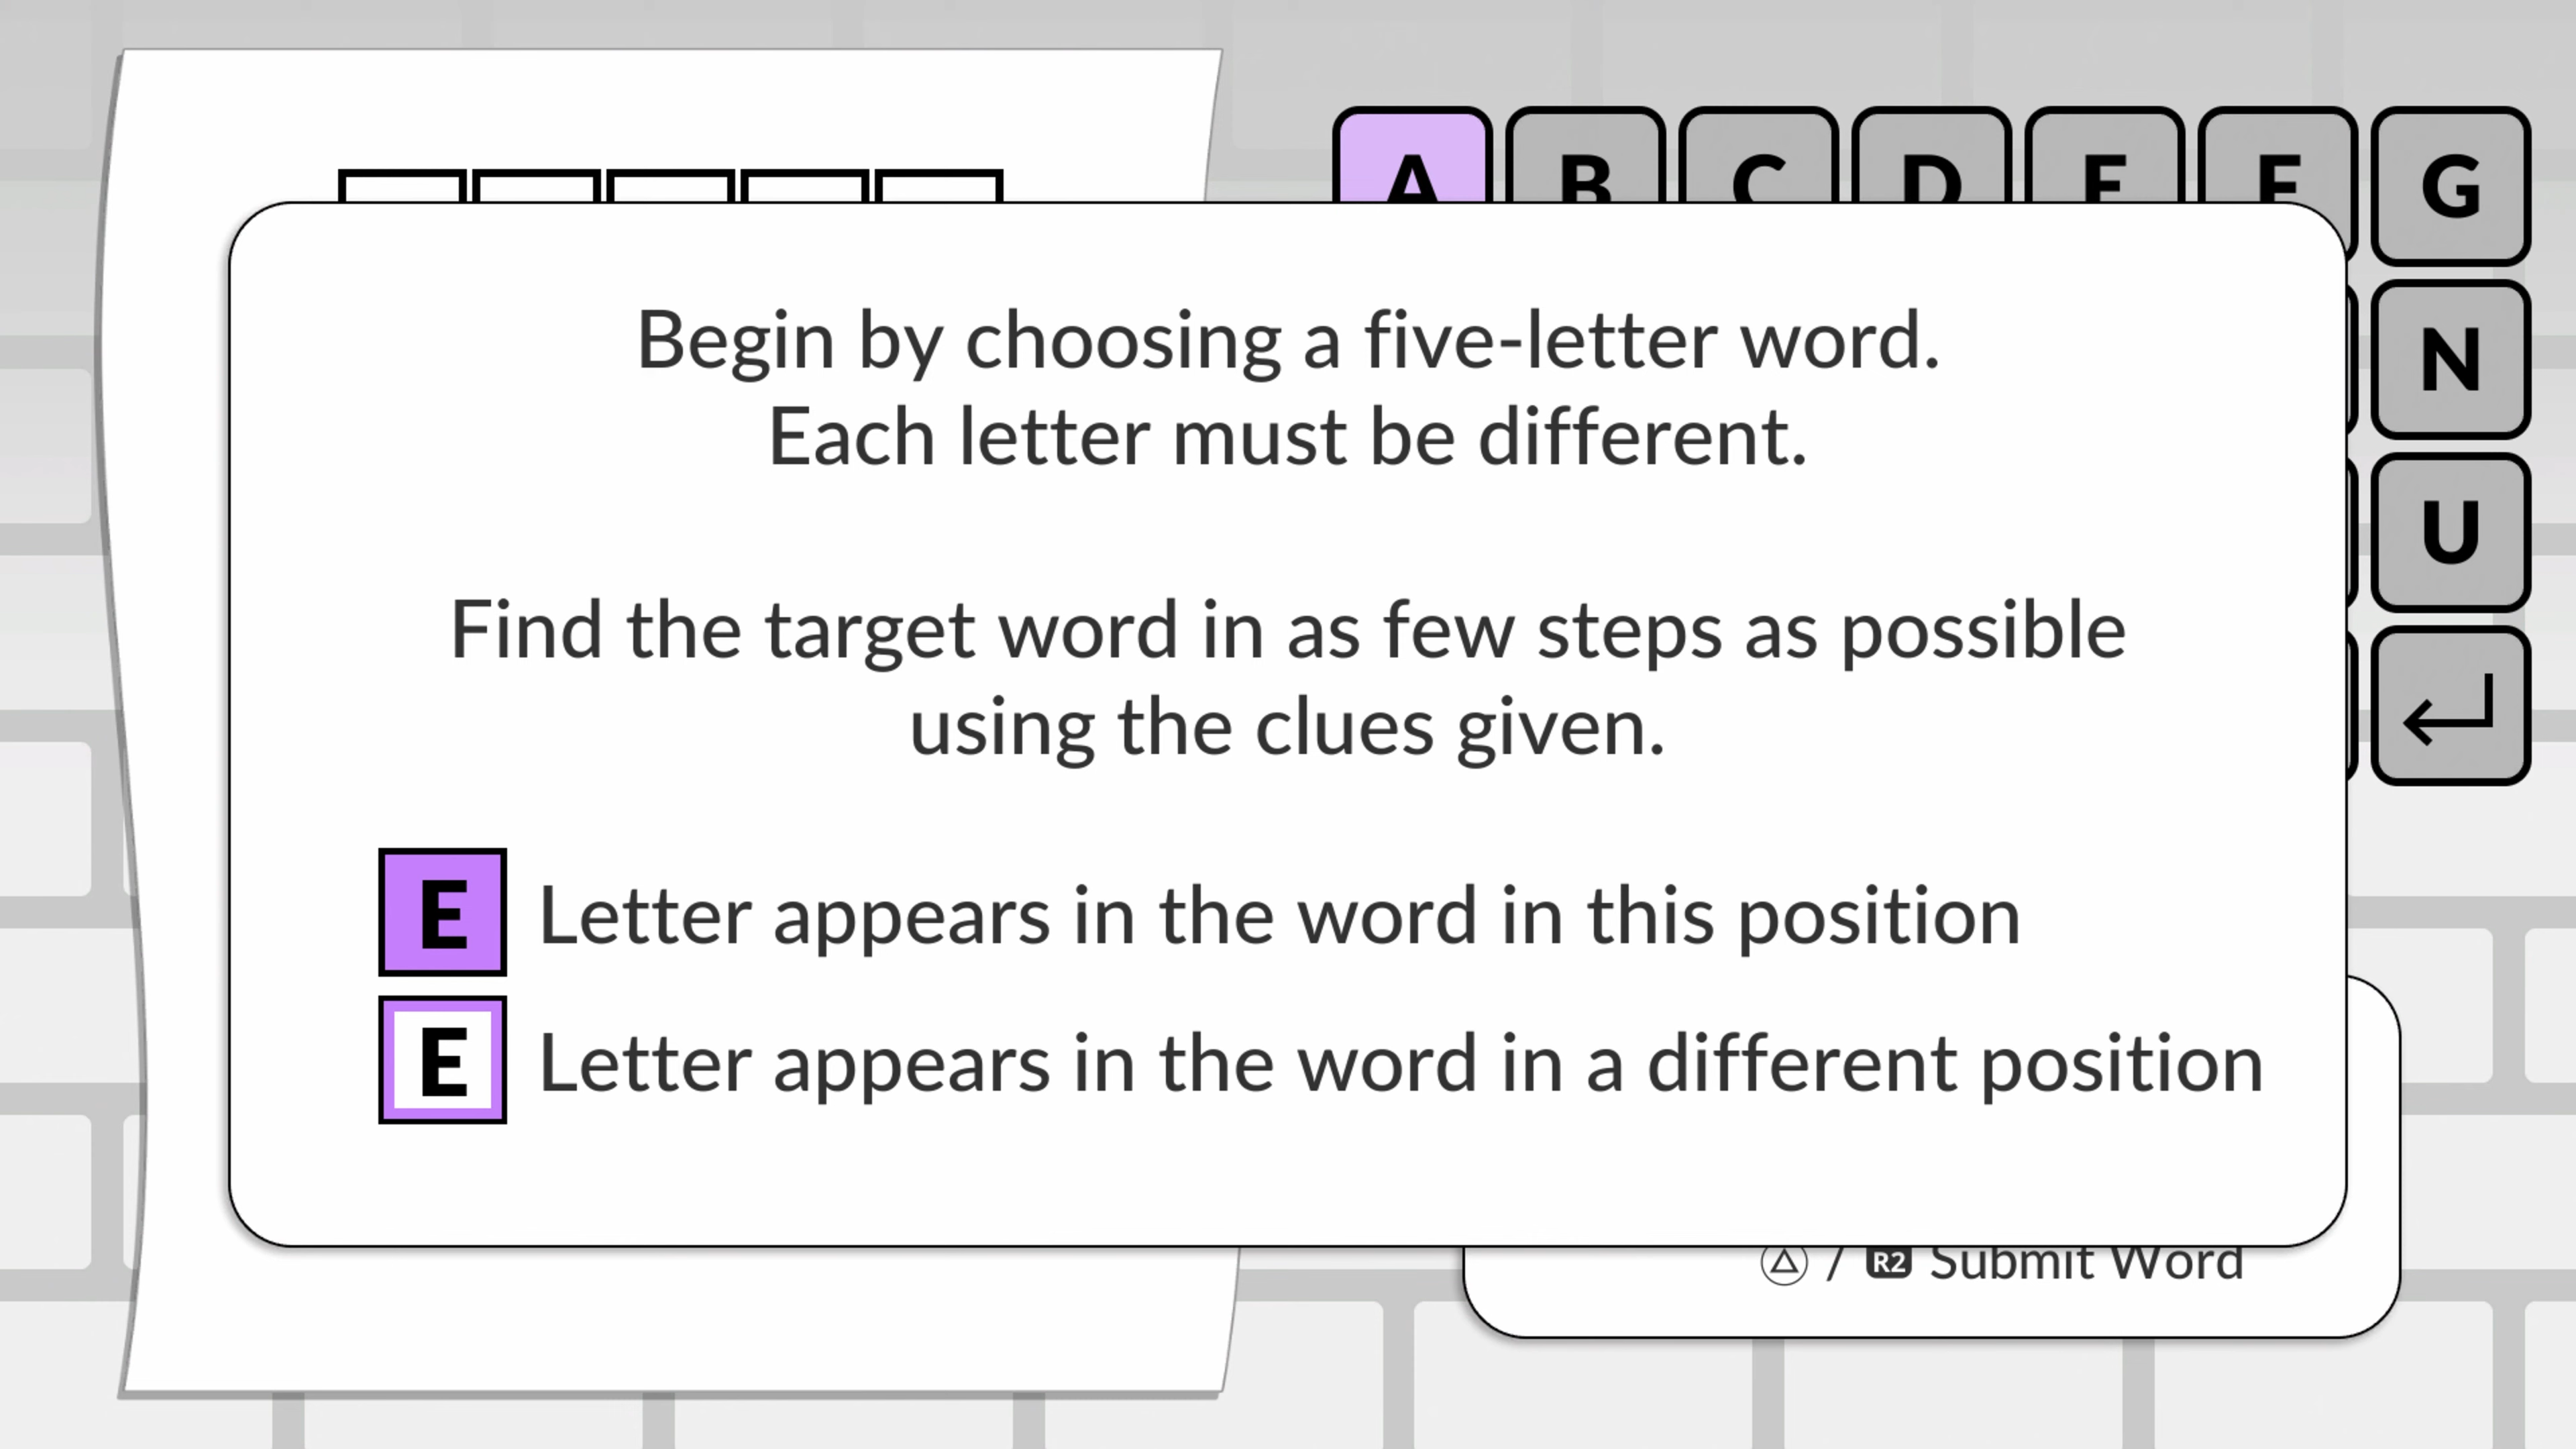 A B C D E F G
Begin by choosing a five-letter word.
Each letter must be different.
N
Find the target word in as few steps as possible
using the clues given.
U
E Letter appears in the word in this position
E Letter appears in the word in a different position
/ R2 Submit Word